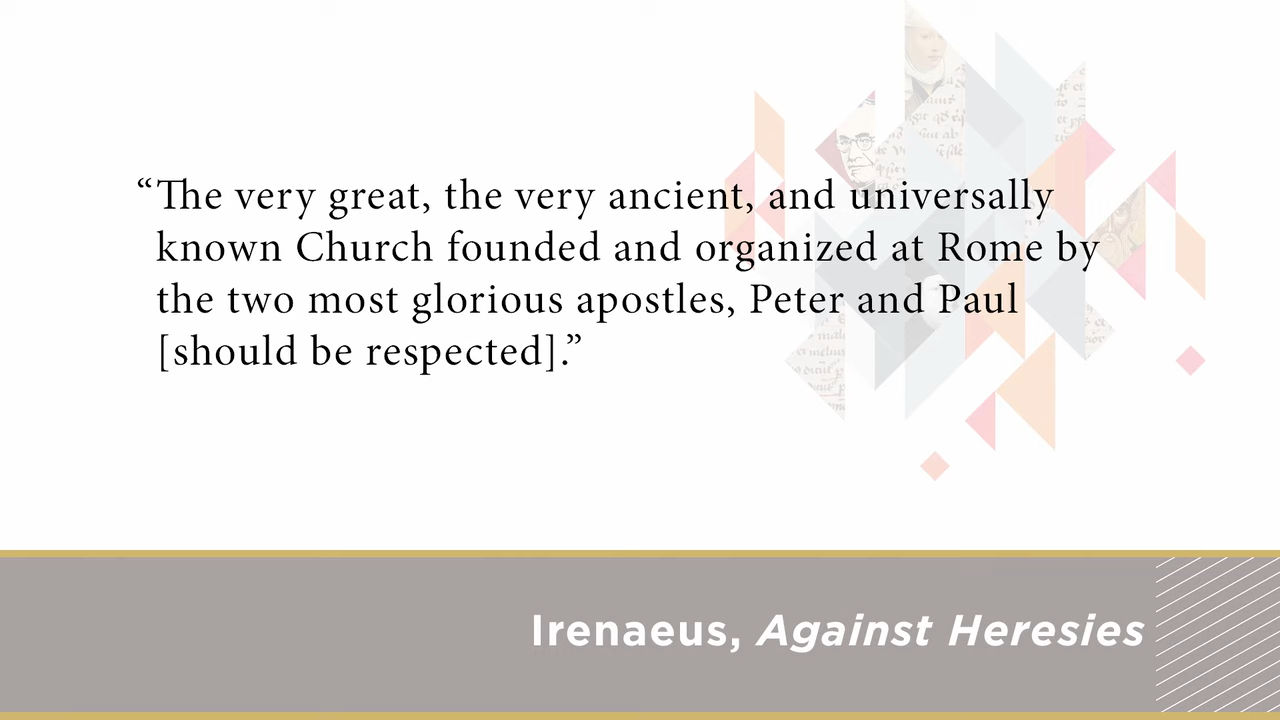 “The very great, the very ancient, and universally
known Church founded and organized at Rome by
the two most glorious apostles, Peter and Paul
[should be respected].”
Irenaeus, Against Heresies